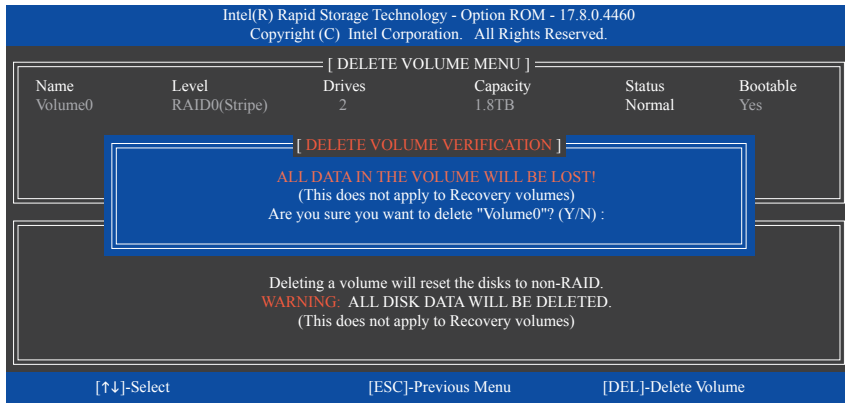 Intel(R) Rapid Storage Technology - Option ROM - 17.8.0.4460
Copyright (C) Intel Corporation. All Rights Reserved.
[ DELETE VOLUME MENU ]
Name Level Drives Capacity Status Bootable
Volume0 RAID0(Stripe) 2 1.8TB Normal Yes
[ DELETE VOLUME VERIFICATION ]
ALL DATA IN THE VOLUME WILL BE LOST!
(This does not apply to Recovery volumes)
Are you sure you want to delete "Volume0"? (Y/N) :
Deleting a volume will reset the disks to non-RAID.
WARNING: ALL DISK DATA WILL BE DELETED.
(This does not apply to Recovery volumes)
[↑↓]-Select [ESC]-Previous Menu [DEL]-Delete Volume